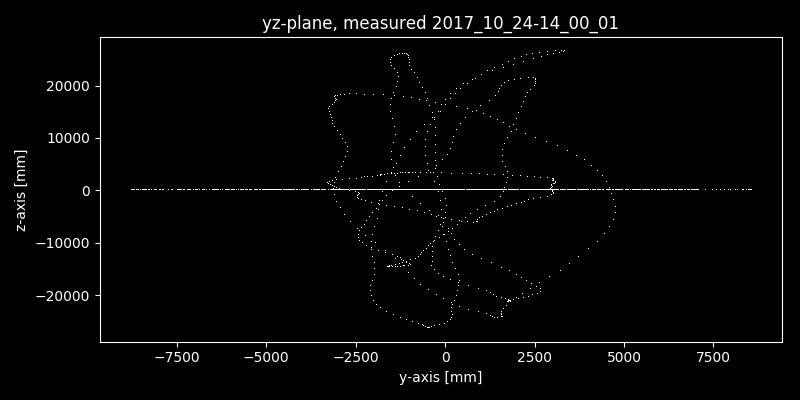 yz-plane, measured 2017_10_24-14_00_01
z-axis [mm]
20000
10000
0
−10000
−20000
−7500 −5000 −2500 0 2500 5000 7500
y-axis [mm]